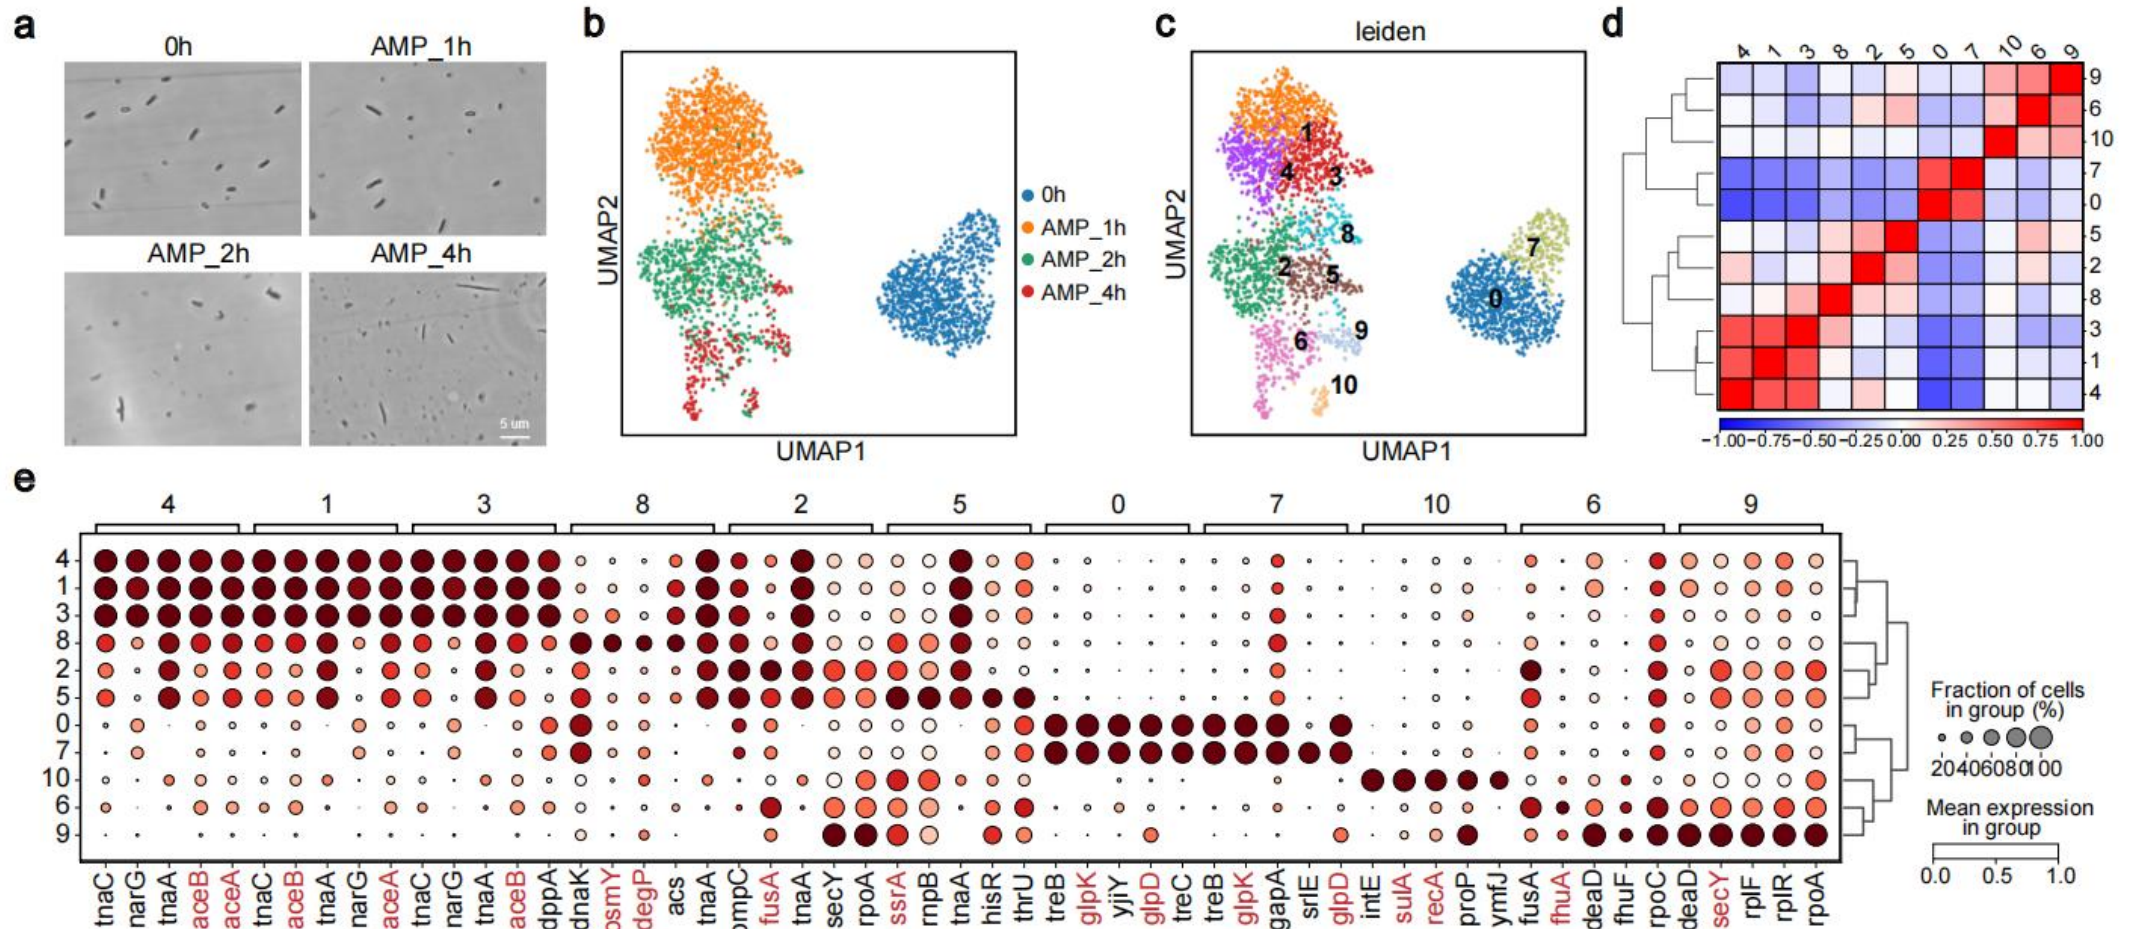 a
0h
AMP_1h
AMP_2h
AMP_4h
5 um
b
UMAP2
UMAP1
0h
AMP_1h
AMP_2h
AMP_4h
c
leiden
UMAP2
UMAP1
1
4
3
8
2
5
6
9
10
7
0
d
4 1 3 8 2 5 0 7 10 6 9
9
6
10
7
0
5
2
8
3
1
4
−1.00 −0.75 −0.50 −0.25 0.00 0.25 0.50 0.75 1.00
e
4 1 3 8 2 5 0 7 10 6 9
4
1
3
8
2
5
0
7
10
6
9
tnaC narG tnaA aceB aceA tnaC aceB tnaA narG aceA tnaC narG tnaA aceB dppA dnaK osmY degP acs tnaA ompC fusA tnaA secY rpoA ssrA rnpB tnaA hisR thrU treB glpK yjiY glpD treC treB glpK gapA srlE glpD intE sulA recA proP ymfJ fusA fhuA deaD fhuF rpoC deaD secY rplF rplR rpoA
Fraction of cells
in group (%)
20 40 60 80 100
Mean expression
in group
0.0 0.5 1.0